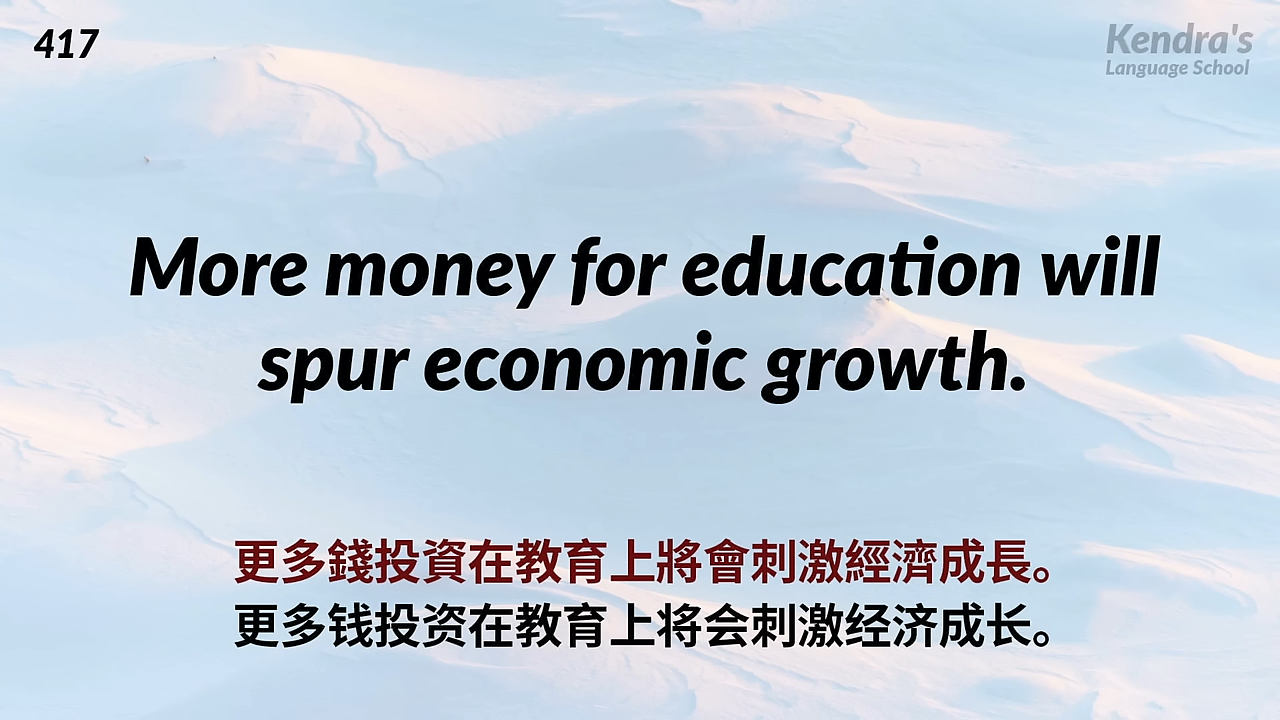 417
Kendra's
Language School
More money for education will
spur economic growth.
更多錢投資在教育上將會刺激經濟成長。
更多钱投资在教育上将会刺激经济成长。